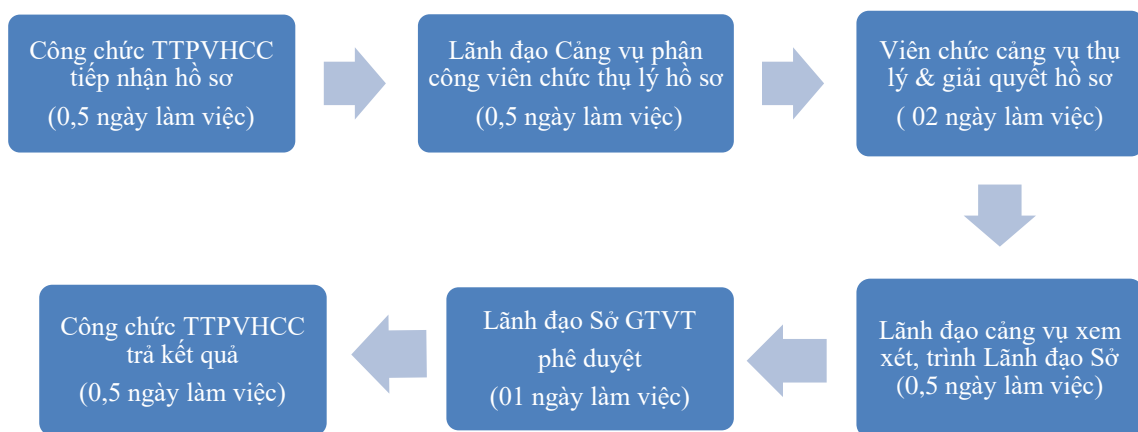 Công chức TTPVHCC
tiếp nhận hồ sơ
(0,5 ngày làm việc)
Lãnh đạo Cảng vụ phân
công viên chức thụ lý hồ sơ
(0,5 ngày làm việc)
Viên chức cảng vụ thụ
lý & giải quyết hồ sơ
( 02 ngày làm việc)
Lãnh đạo cảng vụ xem
xét, trình Lãnh đạo Sở
(0,5 ngày làm việc)
Lãnh đạo Sở GTVT
phê duyệt
(01 ngày làm việc)
Công chức TTPVHCC
trả kết quả
(0,5 ngày làm việc)